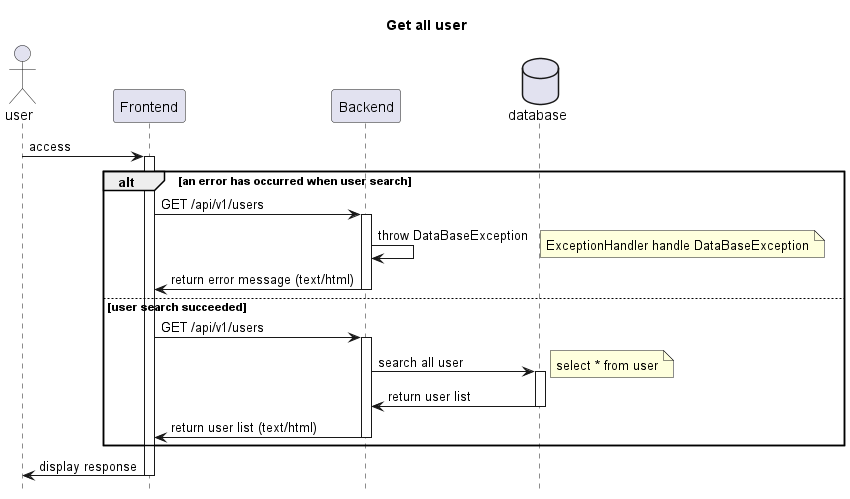 Get all user
user
Frontend
Backend
database
access
alt
[an error has occurred when user search]
GET /api/v1/users
throw DataBaseException
ExceptionHandler handle DataBaseException
return error message (text/html)
[user search succeeded]
GET /api/v1/users
search all user
select * from user
return user list
return user list (text/html)
display response